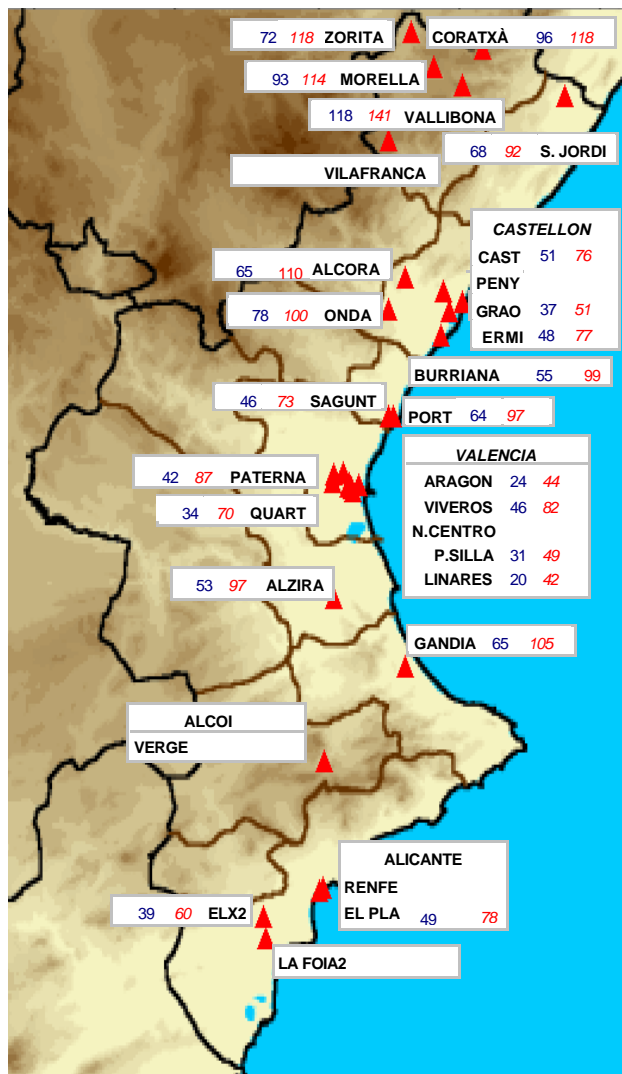 72 118 ZORITA
CORATXÀ 96 118
93 114 MORELLA
118 141 VALLIBONA
68 92 S. JORDI
VILAFRANCA
CASTELLON
CAST 51 76
PENY
GRAO 37 51
ERMI 48 77
65 110 ALCORA
78 100 ONDA
BURRIANA 55 99
46 73 SAGUNT
PORT 64 97
VALENCIA
ARAGON 24 44
VIVEROS 46 82
N.CENTRO
P.SILLA 31 49
LINARES 20 42
42 87 PATERNA
34 70 QUART
53 97 ALZIRA
GANDIA 65 105
ALCOI
VERGE
ALICANTE
RENFE
EL PLA 49 78
39 60 ELX2
LA FOIA2